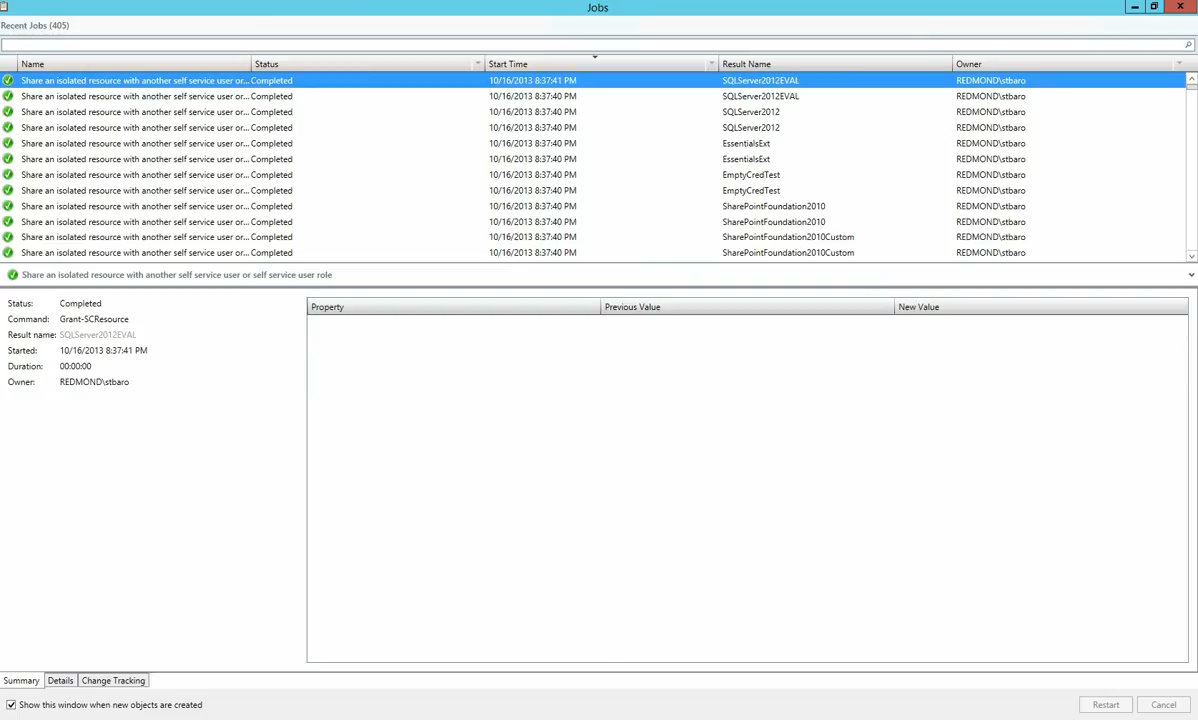 Jobs
Recent Jobs (405)
Name Status Start Time Result Name Owner
Share an isolated resource with another self service user or... Completed 10/16/2013 8:37:41 PM SQLServer2012EVAL REDMOND\stbaro
Share an isolated resource with another self service user or... Completed 10/16/2013 8:37:40 PM SQLServer2012EVAL REDMOND\stbaro
Share an isolated resource with another self service user or... Completed 10/16/2013 8:37:40 PM SQLServer2012 REDMOND\stbaro
Share an isolated resource with another self service user or... Completed 10/16/2013 8:37:40 PM SQLServer2012 REDMOND\stbaro
Share an isolated resource with another self service user or... Completed 10/16/2013 8:37:40 PM EssentialsExt REDMOND\stbaro
Share an isolated resource with another self service user or... Completed 10/16/2013 8:37:40 PM EssentialsExt REDMOND\stbaro
Share an isolated resource with another self service user or... Completed 10/16/2013 8:37:40 PM EmptyCredTest REDMOND\stbaro
Share an isolated resource with another self service user or... Completed 10/16/2013 8:37:40 PM EmptyCredTest REDMOND\stbaro
Share an isolated resource with another self service user or... Completed 10/16/2013 8:37:40 PM SharePointFoundation2010 REDMOND\stbaro
Share an isolated resource with another self service user or... Completed 10/16/2013 8:37:40 PM SharePointFoundation2010 REDMOND\stbaro
Share an isolated resource with another self service user or... Completed 10/16/2013 8:37:40 PM SharePointFoundation2010Custom REDMOND\stbaro
Share an isolated resource with another self service user or... Completed 10/16/2013 8:37:40 PM SharePointFoundation2010Custom REDMOND\stbaro
Share an isolated resource with another self service user or self service user role
Status: Completed
Command: Grant-SCResource
Result name: SQLServer2012EVAL
Started: 10/16/2013 8:37:41 PM
Duration: 00:00:00
Owner: REDMOND\stbaro
Property Previous Value New Value
Summary Details Change Tracking
Show this window when new objects are created
Restart Cancel